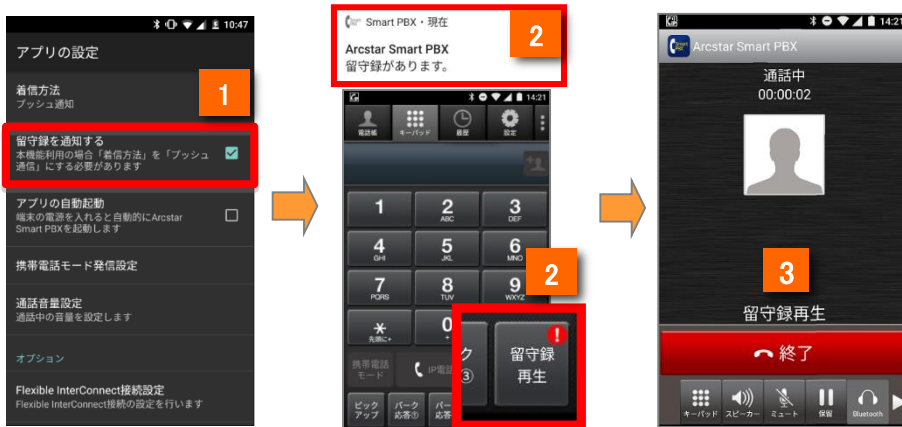 10:47
アプリの設定
着信方法
プッシュ通知
1
留守録を通知する
本機能利用の場合「着信方法」を「プッシュ
通信」にする必要があります
アプリの自動起動
端末の電源を入れると自動的にArcstar
Smart PBXを起動します
携帯電話モード発信設定
通話音量設定
通話中の音量を設定します
オプション
Flexible InterConnect接続設定
Flexible InterConnect接続の設定を行います
Smart PBX・現在
Arcstar Smart PBX
留守録があります。
2
14:21
電話帳
キーパッド
履歴
設定
1
2
ABC
3
DEF
4
GHI
5
JKL
6
MNO
7
PQRS
8
TUV
9
WXYZ
2
先頭に+
0
+
携帯電話
モード
IP電話
ピック
アップ
パーク
応答①
パー
応答
ク
③
留守録
再生
!
14:21
Arcstar Smart PBX
通話中
00:00:02
3
留守録再生
終了
キーパッド
スピーカー
ミュート
保留
Bluetooth